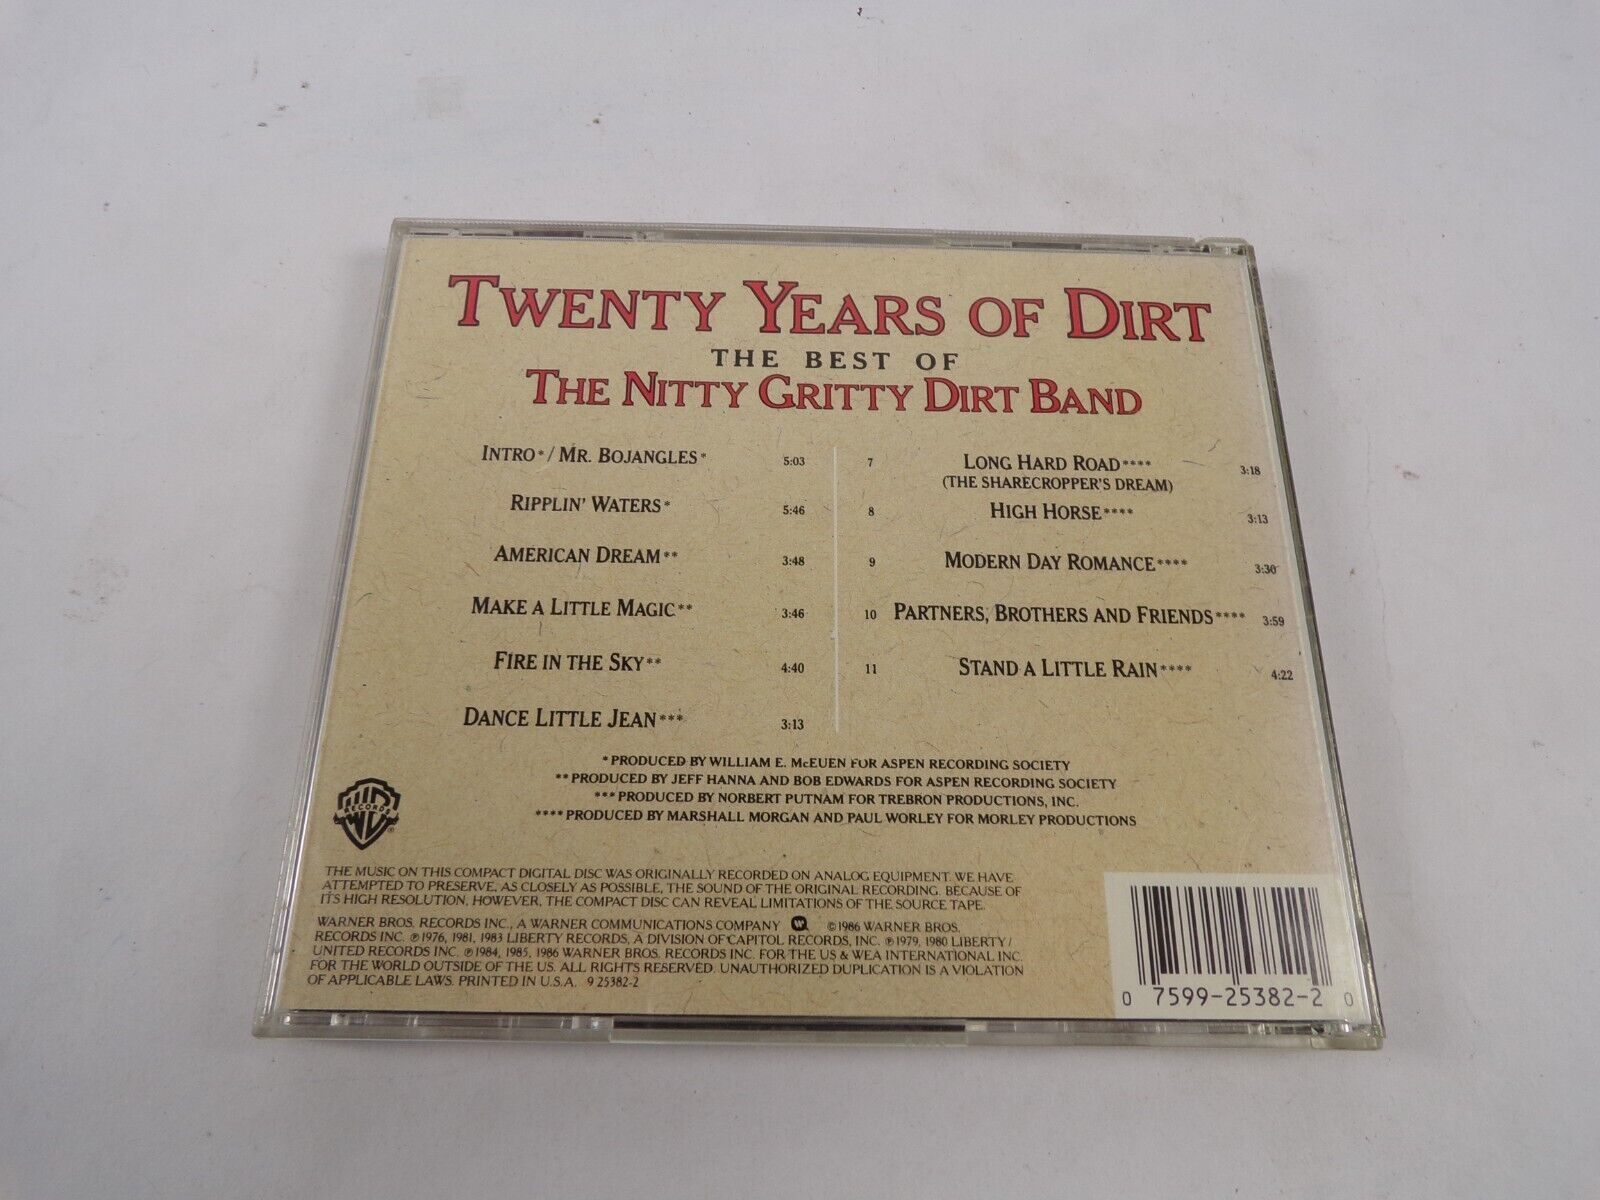 TWENTY YEARS OF DIRT
THE BEST OF
THE NITTY GRITTY DIRT BAND
INTRO*/ MR. BOJANGLES* 5:03
RIPPLIN' WATERS* 5:46
AMERICAN DREAM** 3:48
MAKE A LITTLE MAGIC** 3:46
FIRE IN THE SKY** 4:40
DANCE LITTLE JEAN*** 3:13
7 LONG HARD ROAD**** 3:18
(THE SHARECROPPER'S DREAM)
8 HIGH HORSE**** 3:13
9 MODERN DAY ROMANCE**** 3:30
10 PARTNERS, BROTHERS AND FRIENDS**** 3:59
11 STAND A LITTLE RAIN**** 4:22
*PRODUCED BY WILLIAM E. McEUEN FOR ASPEN RECORDING SOCIETY
**PRODUCED BY JEFF HANNA AND BOB EDWARDS FOR ASPEN RECORDING SOCIETY
***PRODUCED BY NORBERT PUTNAM FOR TREBRON PRODUCTIONS, INC.
****PRODUCED BY MARSHALL MORGAN AND PAUL WORLEY FOR MORLEY PRODUCTIONS
WB
RECORDS
®
THE MUSIC ON THIS COMPACT DIGITAL DISC WAS ORIGINALLY RECORDED ON ANALOG EQUIPMENT. WE HAVE
ATTEMPTED TO PRESERVE, AS CLOSELY AS POSSIBLE, THE SOUND OF THE ORIGINAL RECORDING. BECAUSE OF
ITS HIGH RESOLUTION, HOWEVER, THE COMPACT DISC CAN REVEAL LIMITATIONS OF THE SOURCE TAPE.
WARNER BROS. RECORDS INC., A WARNER COMMUNICATIONS COMPANY ©1986 WARNER BROS.
RECORDS INC. ℗1976, 1981, 1983 LIBERTY RECORDS, A DIVISION OF CAPITOL RECORDS, INC. ℗1979, 1980 LIBERTY/
UNITED RECORDS INC. ℗1984, 1985, 1986 WARNER BROS. RECORDS INC. FOR THE US & WEA INTERNATIONAL INC.
FOR THE WORLD OUTSIDE OF THE US. ALL RIGHTS RESERVED. UNAUTHORIZED DUPLICATION IS A VIOLATION
OF APPLICABLE LAWS. PRINTED IN U.S.A. 9 25382-2
0 7599-25382-2 0